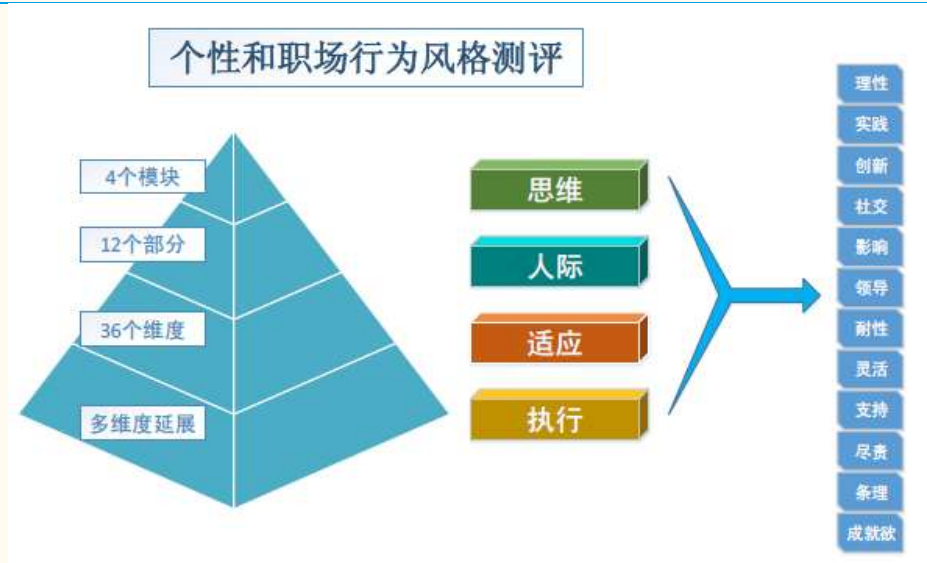 个性和职场行为风格测评
4个模块
12个部分
36个维度
多维度延展
思维
人际
适应
执行
理性
实践
创新
社交
影响
领导
耐性
灵活
支持
尽责
条理
成就欲